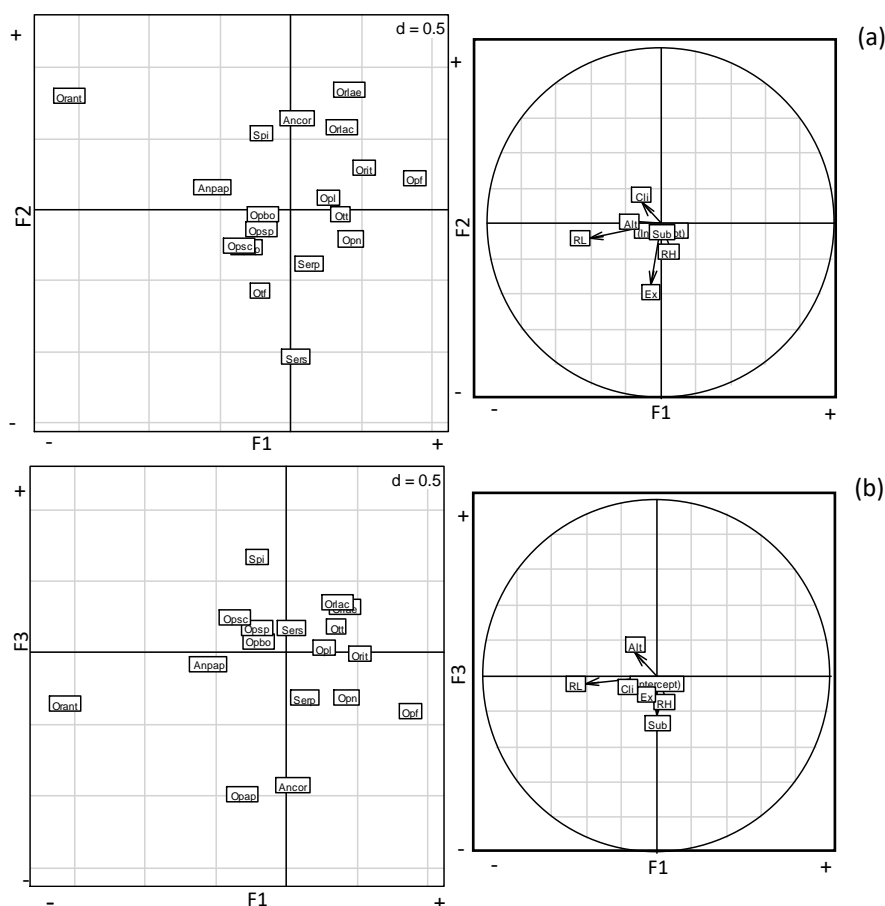 +
d = 0.5
(a)
+
Orant
Orlae
Ancor
Spi
Orlac
Orit
Opf
Anpap
Opl
Cli
F2
Opbo
Ott
F2
Alt
Opsp
Sub
RL
Opsc
Opn
RH
Serp
Otf
Ex
Sers
-
-
-
F1
+
-
F1
+
d = 0.5
(b)
+
+
Spi
Orlac
Opsc
Opsp
Sers
Ott
Alt
F3
Opbo
Opl
Orit
F3
Anpap
RL
Cli
Ex
Orant
Serp
Opn
RH
Opf
Sub
Opap
Ancor
-
-
-
F1
+
-
F1
+